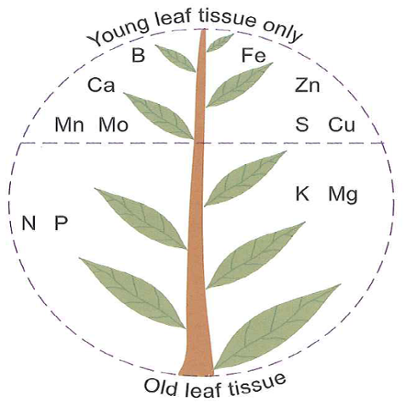 Young leaf tissue only
B Fe
Ca Zn
Mn Mo S Cu
K Mg
N P
Old leaf tissue